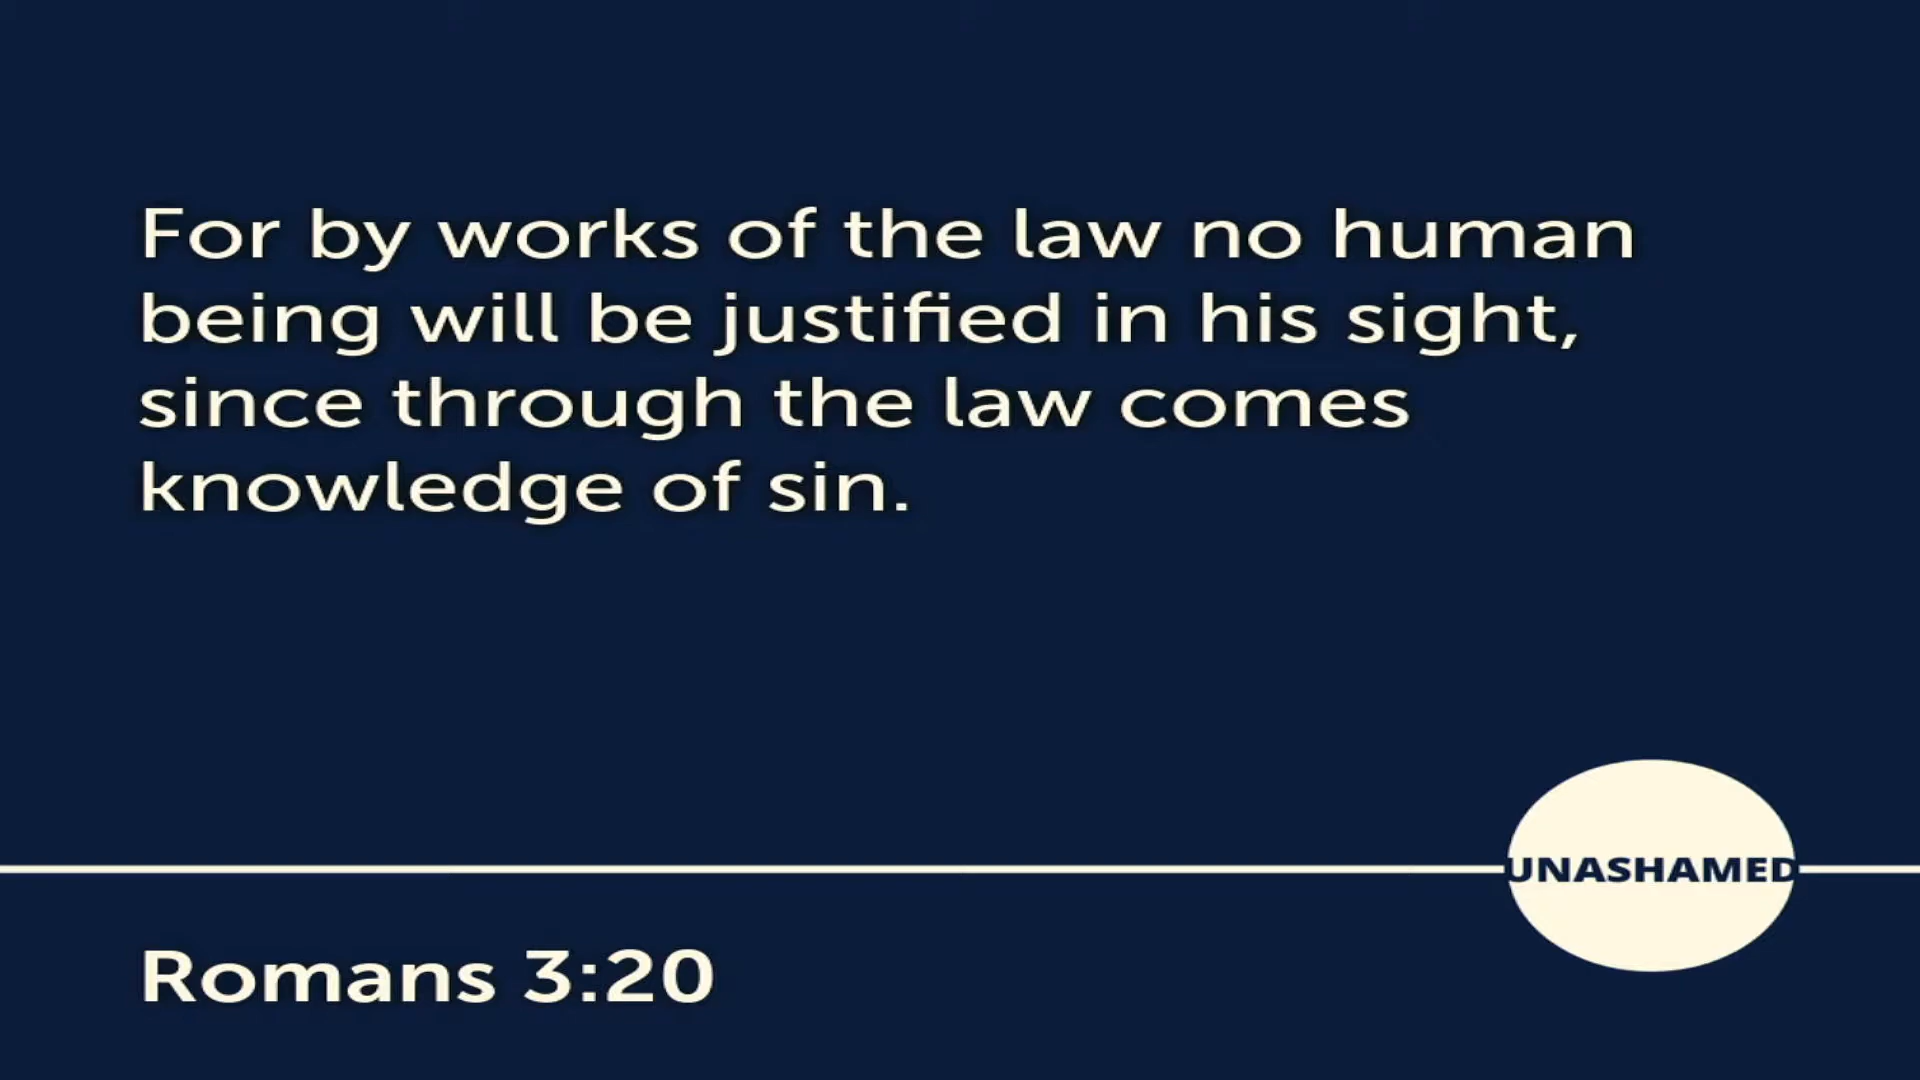 For by works of the law no human
being will be justified in his sight,
since through the law comes
knowledge of sin.
UNASHAMED
Romans 3:20